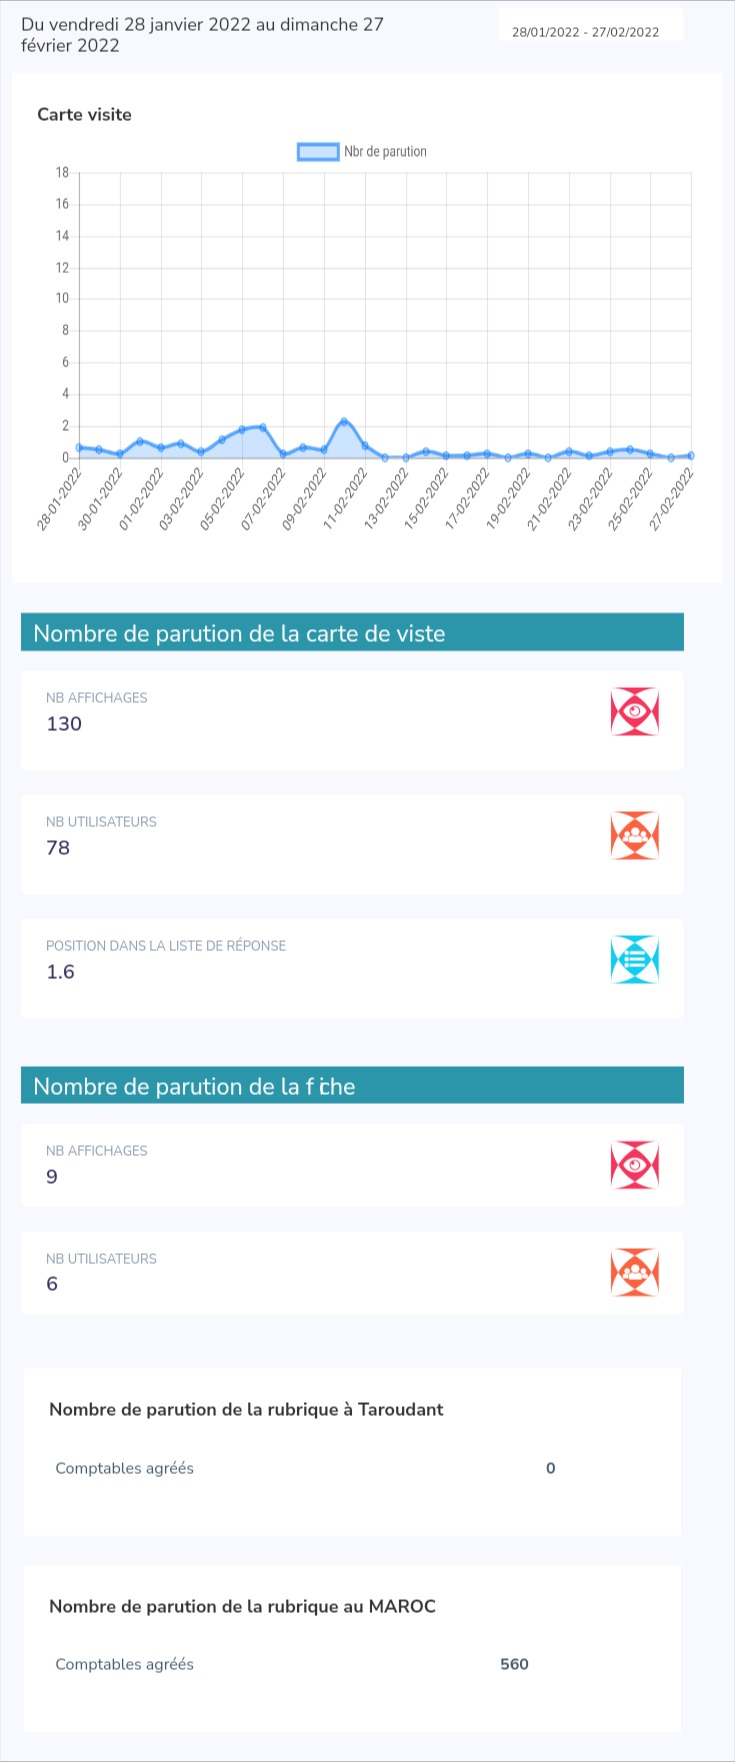 Du vendredi 28 janvier 2022 au dimanche 27
février 2022
28/01/2022 - 27/02/2022
Carte visite
Nbr de parution
18
16
14
12
10
8
6
4
2
0
28-01-2022
30-01-2022
01-02-2022
03-02-2022
05-02-2022
07-02-2022
09-02-2022
11-02-2022
13-02-2022
15-02-2022
17-02-2022
19-02-2022
21-02-2022
23-02-2022
25-02-2022
27-02-2022
Nombre de parution de la carte de viste
NB AFFICHAGES
130
NB UTILISATEURS
78
POSITION DANS LA LISTE DE RÉPONSE
1.6
Nombre de parution de la fiche
NB AFFICHAGES
9
NB UTILISATEURS
6
Nombre de parution de la rubrique à Taroudant
Comptables agréés 0
Nombre de parution de la rubrique au MAROC
Comptables agréés 560